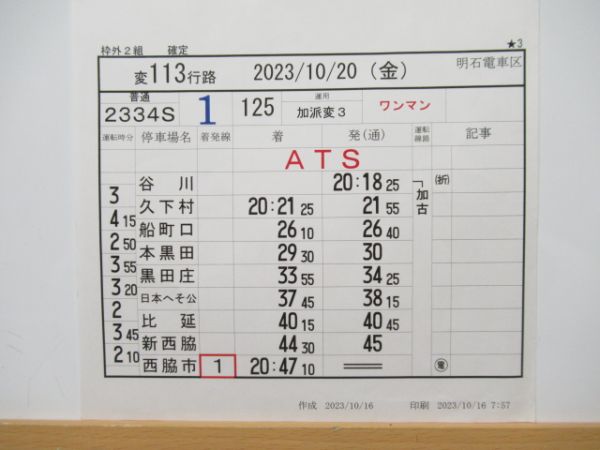 枠外2組 確定 ★3
変113行路 2023/10/20 (金) 明石電車区
普通 2334S 1 125 運用 加派変3 ワンマン
運転時分 停車場名 着発線 着 発(通) 運転線路 記事
ATS
谷川 20:18 25 「加古 ㊔
3
久下村 20:21 25 21 55
4 15
船町口 26 10 26 40
2 50
本黒田 29 30 30
3 55
黒田庄 33 55 34 25
3 20
日本へそ公 37 45 38 15
2
比延 40 15 40 45
3 45
新西脇 44 30 45
2 10
西脇市 1 20:47 10 ㊝
作成 2023/10/16 印刷 2023/10/16 7:57